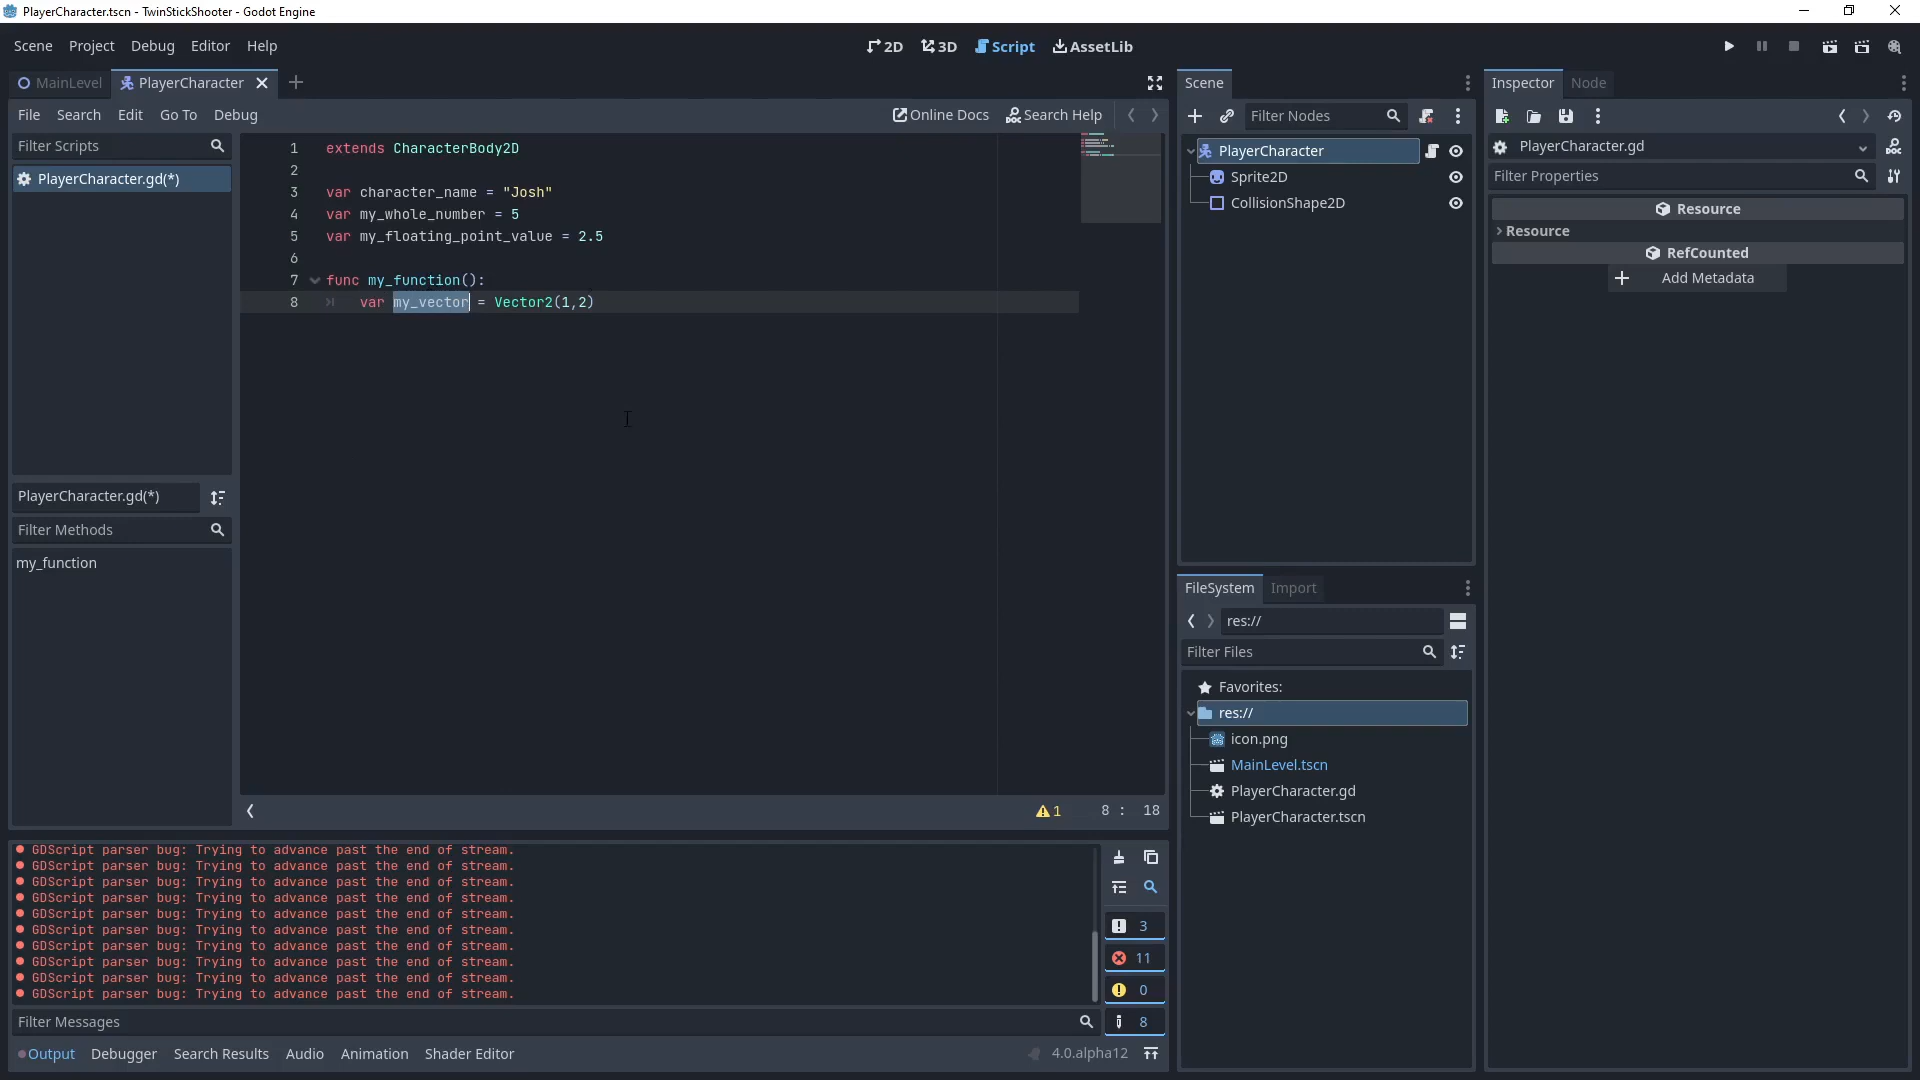 PlayerCharacter.tscn - TwinStickShooter - Godot Engine
Scene Project Debug Editor Help
2D 3D Script AssetLib
MainLevel PlayerCharacter
File Search Edit Go To Debug
Online Docs Search Help
Filter Scripts
PlayerCharacter.gd(*)
PlayerCharacter.gd(*)
Filter Methods
my_function
1 extends CharacterBody2D
2
3 var character_name = "Josh"
4 var my_whole_number = 5
5 var my_floating_point_value = 2.5
6
7 func my_function():
8 var my_vector = Vector2(1,2)
1 8 : 18
GDScript parser bug: Trying to advance past the end of stream.
GDScript parser bug: Trying to advance past the end of stream.
GDScript parser bug: Trying to advance past the end of stream.
GDScript parser bug: Trying to advance past the end of stream.
GDScript parser bug: Trying to advance past the end of stream.
GDScript parser bug: Trying to advance past the end of stream.
GDScript parser bug: Trying to advance past the end of stream.
GDScript parser bug: Trying to advance past the end of stream.
GDScript parser bug: Trying to advance past the end of stream.
GDScript parser bug: Trying to advance past the end of stream.
3
11
0
8
Filter Messages
Output Debugger Search Results Audio Animation Shader Editor 4.0.alpha12
Scene
Filter Nodes
PlayerCharacter
Sprite2D
CollisionShape2D
FileSystem Import
res://
Filter Files
Favorites:
res://
icon.png
MainLevel.tscn
PlayerCharacter.gd
PlayerCharacter.tscn
Inspector Node
PlayerCharacter.gd
Filter Properties
Resource
Resource
RefCounted
Add Metadata